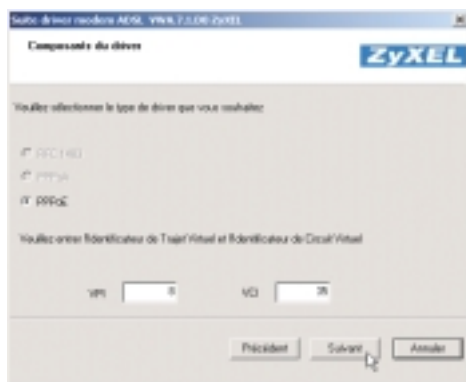 Suite driver modem ADSL VWA.7.1.00 ZyXEL
Composante du driver
ZyXEL
Veuillez sélectionner le type de driver que vous souhaitez
RFC1483
PPPoA
PPPoE
Veuillez entrer l'identificateur de Trajet Virtuel et l'identificateur de Circuit Virtuel
VPI 8 VCI 35
Précédent Suivant Annuler